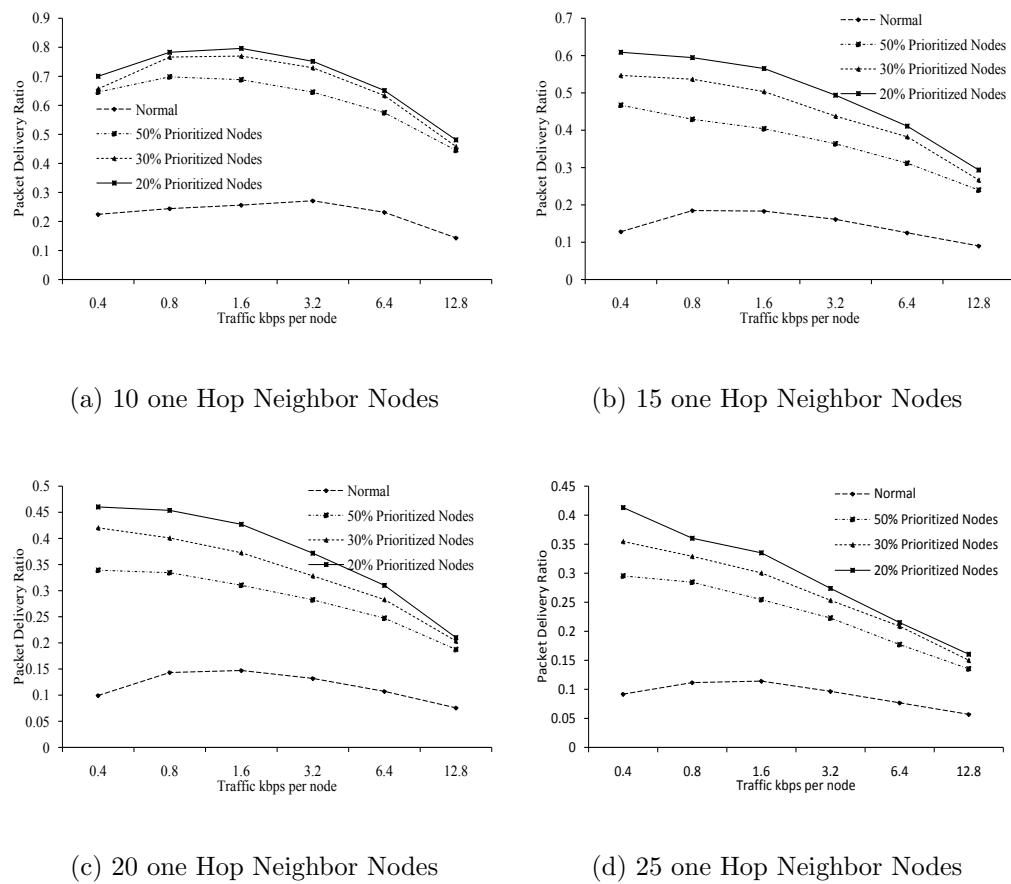 0.9
0.8
0.7
0.6
0.5
0.4
0.3
0.2
0.1
0
Packet Delivery Ratio
Normal
50% Prioritized Nodes
30% Prioritized Nodes
20% Prioritized Nodes
0.4 0.8 1.6 3.2 6.4 12.8
Traffic kbps per node
(a) 10 one Hop Neighbor Nodes
0.7
0.6
0.5
0.4
0.3
0.2
0.1
0
Packet Delivery Ratio
Normal
50% Prioritized Nodes
30% Prioritized Nodes
20% Prioritized Nodes
0.4 0.8 1.6 3.2 6.4 12.8
Traffic kbps per node
(b) 15 one Hop Neighbor Nodes
0.5
0.45
0.4
0.35
0.3
0.25
0.2
0.15
0.1
0.05
0
Packet Delivery Ratio
Normal
50% Prioritized Nodes
30% Prioritized Nodes
20% Prioritized Nodes
0.4 0.8 1.6 3.2 6.4 12.8
Traffic kbps per node
(c) 20 one Hop Neighbor Nodes
0.45
0.4
0.35
0.3
0.25
0.2
0.15
0.1
0.05
0
Packet Delivery Ratio
Normal
50% Prioritized Nodes
30% Prioritized Nodes
20% Prioritized Nodes
0.4 0.8 1.6 3.2 6.4 12.8
Traffic kbps per node
(d) 25 one Hop Neighbor Nodes